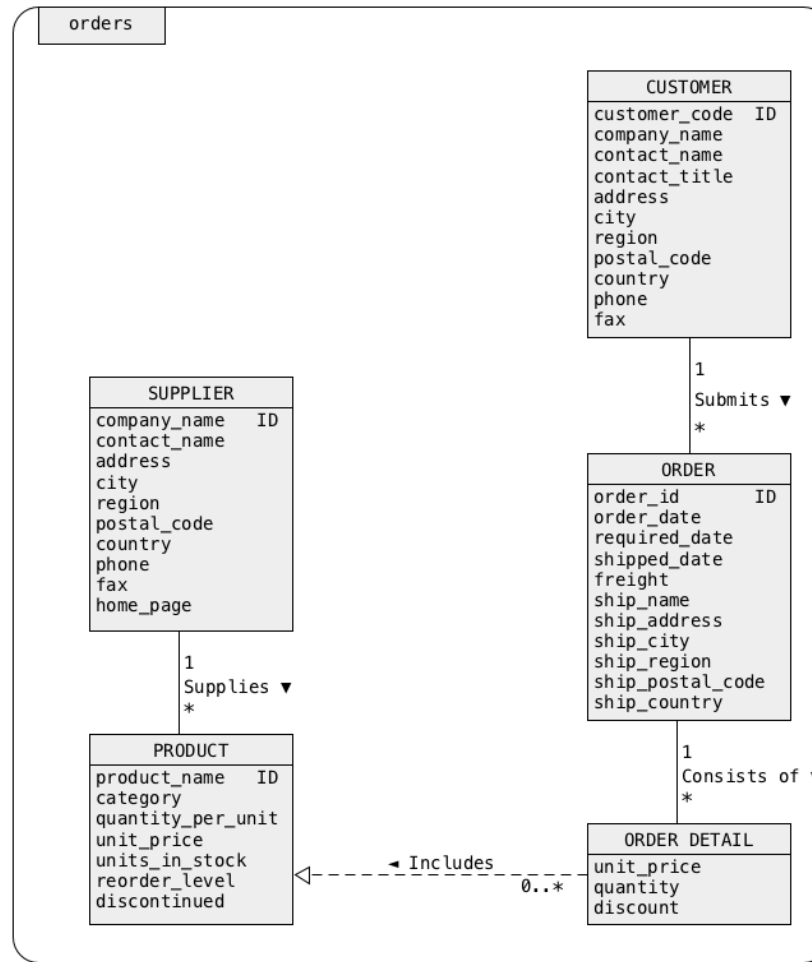 orders
CUSTOMER
customer_code ID
company_name
contact_name
contact_title
address
city
region
postal_code
country
phone
fax
1
Submits ▼
*
SUPPLIER
company_name ID
contact_name
address
city
region
postal_code
country
phone
fax
home_page
1
Supplies ▼
*
ORDER
order_id ID
order_date
required_date
shipped_date
freight
ship_name
ship_address
ship_city
ship_region
ship_postal_code
ship_country
1
Consists of
*
PRODUCT
product_name ID
category
quantity_per_unit
unit_price
units_in_stock
reorder_level
discontinued
◄ Includes
0..*
ORDER DETAIL
unit_price
quantity
discount